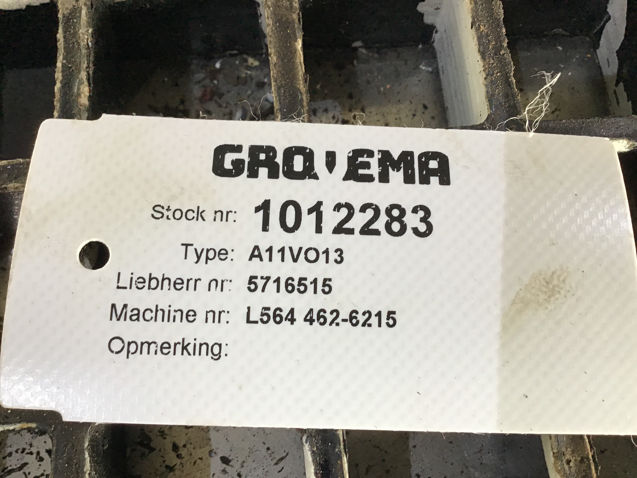 GROVEMA
Stock nr: 1012283
Type: A11VO13
Liebherr nr: 5716515
Machine nr: L564 462-6215
Opmerking: